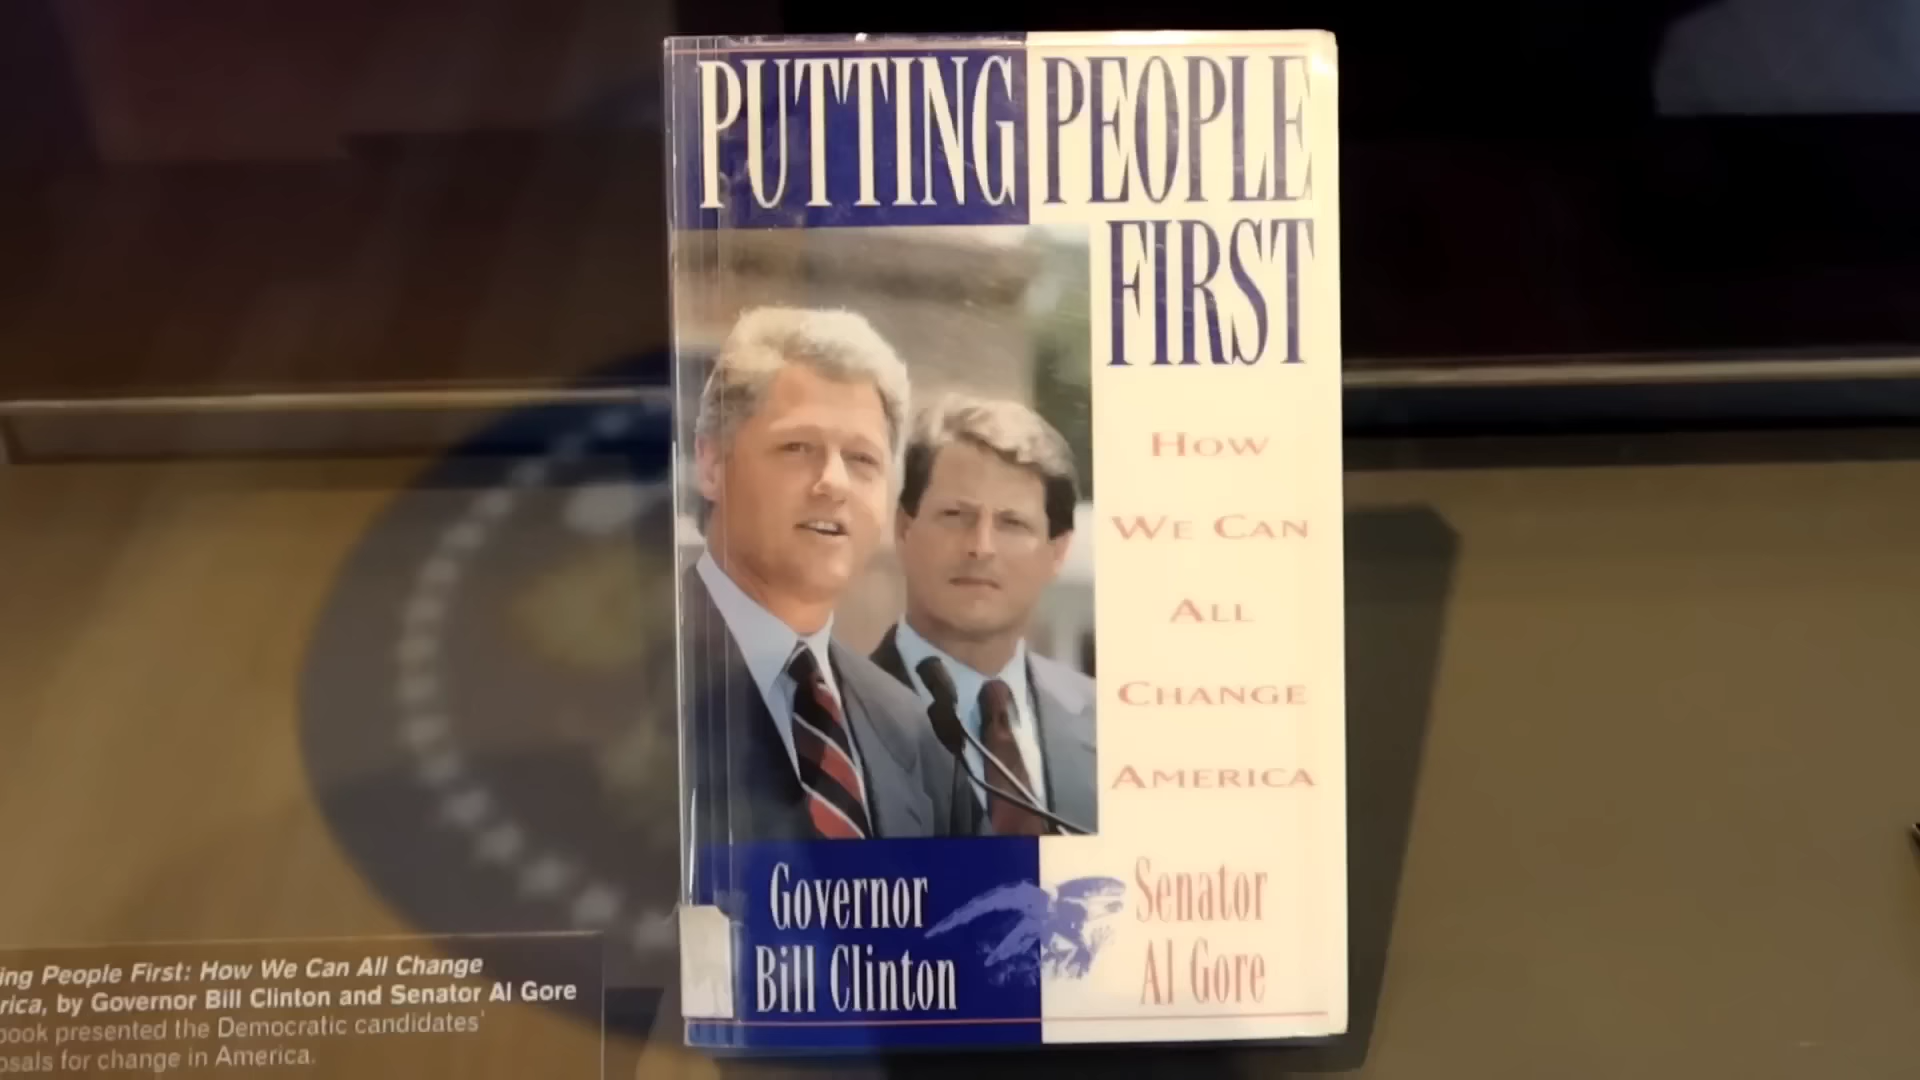 PUTTING PEOPLE
FIRST
HOW
WE CAN
ALL
CHANGE
AMERICA
Governor
Bill Clinton
Senator
Al Gore
ing People First: How We Can All Change
rica, by Governor Bill Clinton and Senator Al Gore
book presented the Democratic candidates'
osals for change in America.